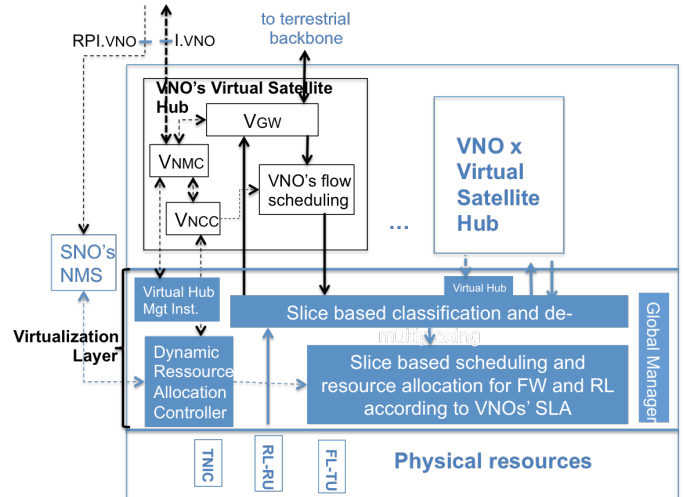 to terrestrial
backbone
RPI.VNO
I.VNO
VNO's Virtual Satellite
Hub
VGW
VNMC
VNO's flow
scheduling
VNCC
VNO x
Virtual
Satellite
Hub
...
SNO's
NMS
Virtual Hub
Mgt Inst.
Virtual Hub
Slice based classification and de-
multiplexing
Global Manager
Virtualization
Layer
Dynamic
Ressource
Allocation
Controller
Slice based scheduling and
resource allocation for FW and RL
according to VNOs' SLA
TNIC
RL-RU
FL-TU
Physical resources